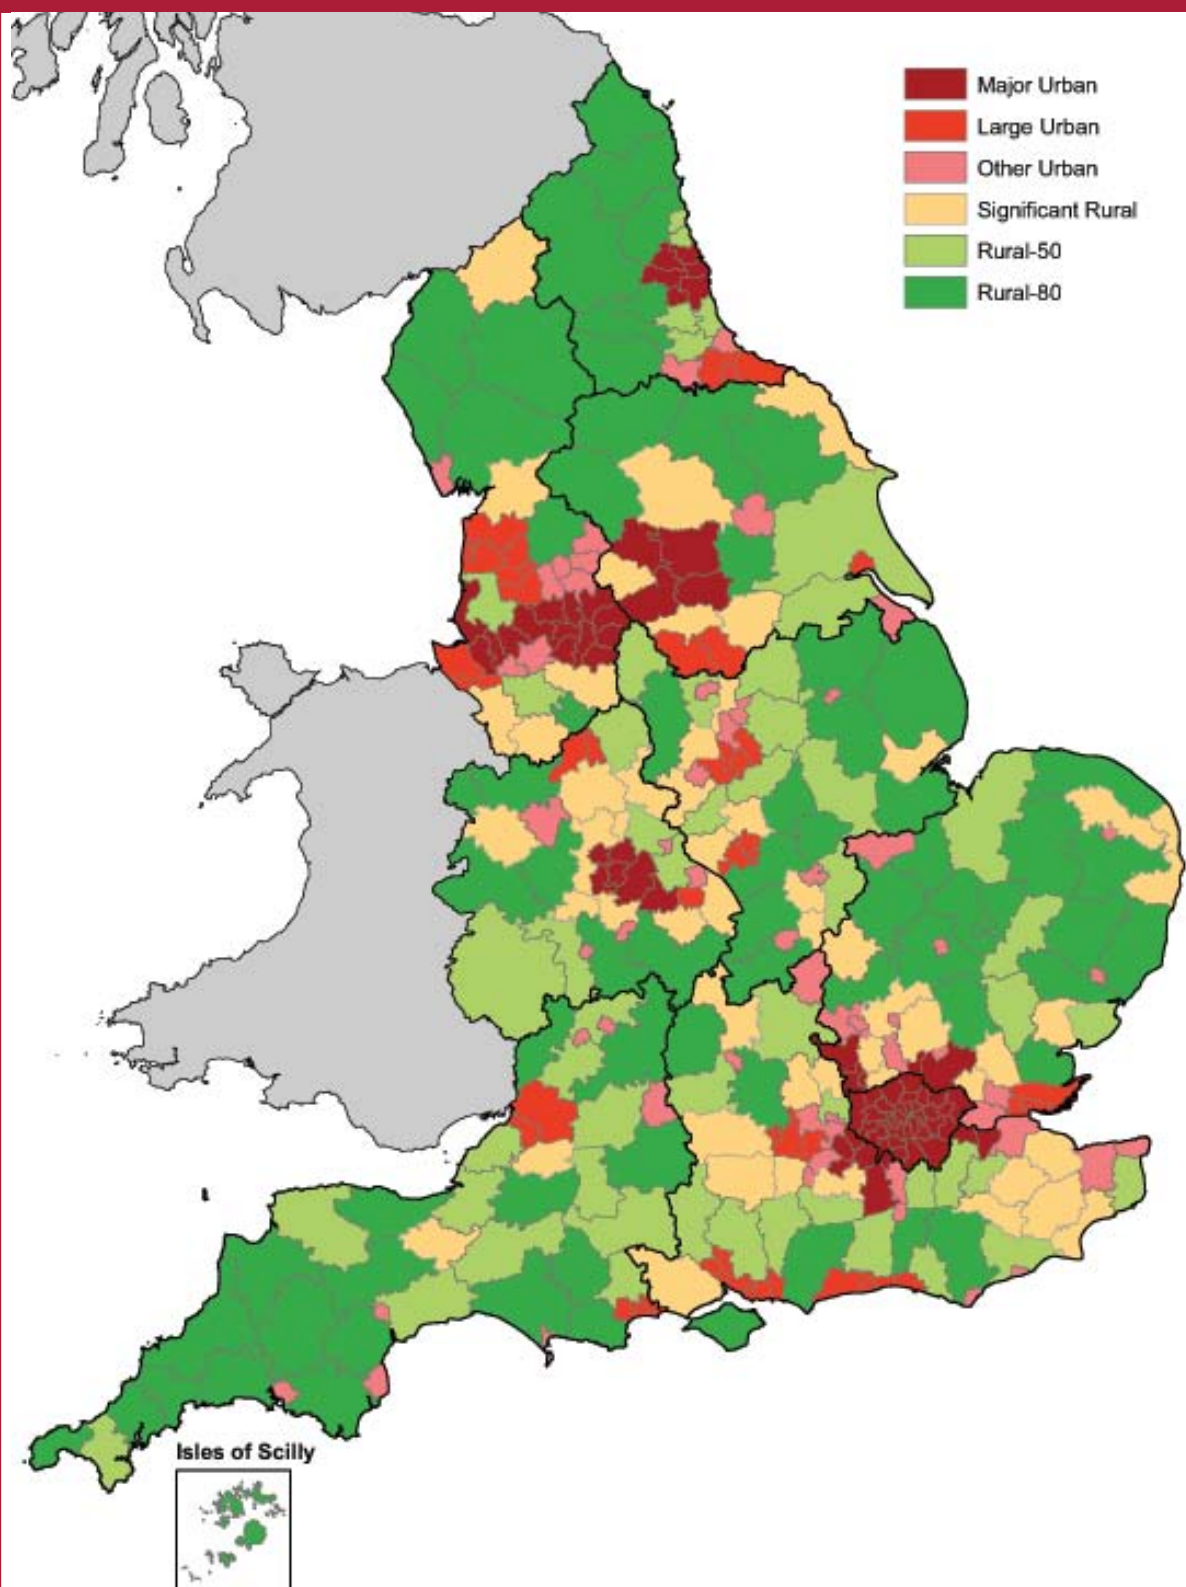 Major Urban
Large Urban
Other Urban
Significant Rural
Rural-50
Rural-80
Isles of Scilly